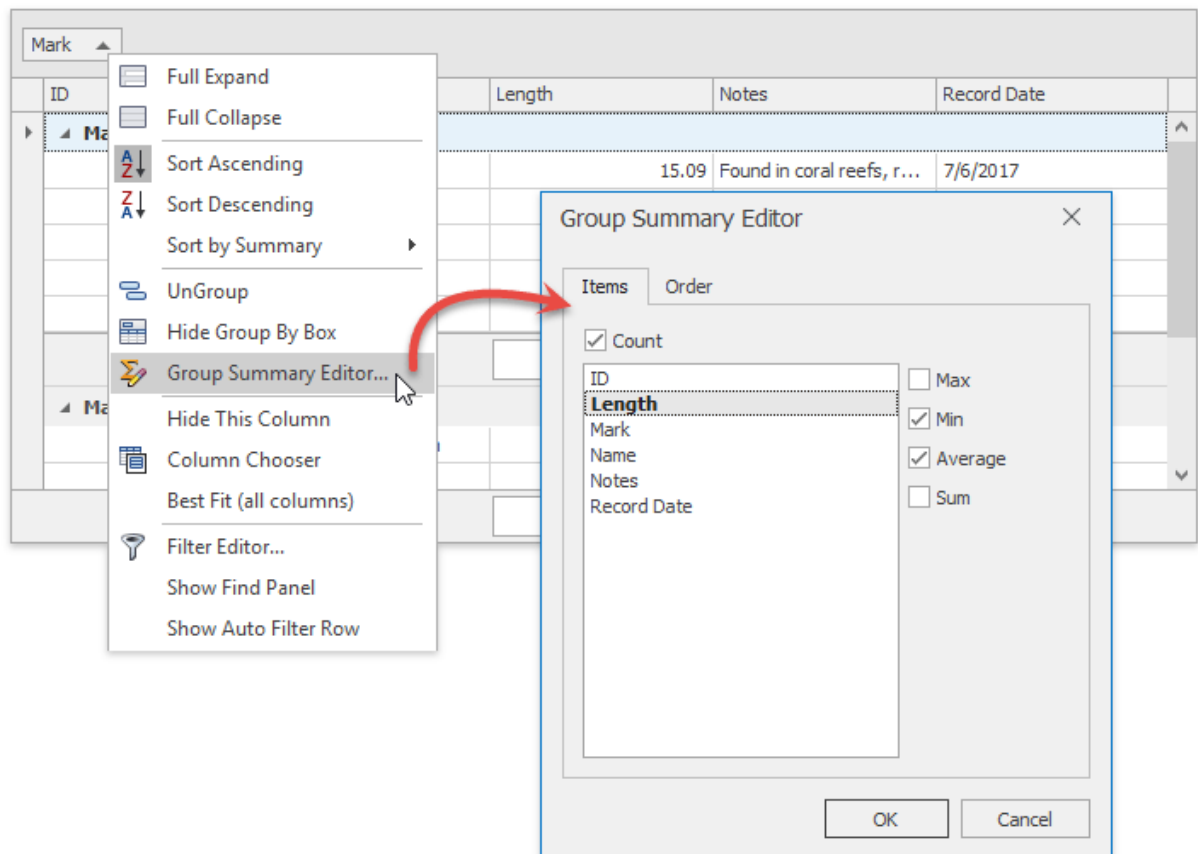 Mark
ID
Length
Notes
Record Date
Full Expand
Full Collapse
Sort Ascending
Sort Descending
Sort by Summary
UnGroup
Hide Group By Box
Group Summary Editor...
Hide This Column
Column Chooser
Best Fit (all columns)
Filter Editor...
Show Find Panel
Show Auto Filter Row
Ma
15.09 Found in coral reefs, r... 7/6/2017
Ma
Group Summary Editor
Items Order
Count
ID
Length
Mark
Name
Notes
Record Date
Max
Min
Average
Sum
OK Cancel